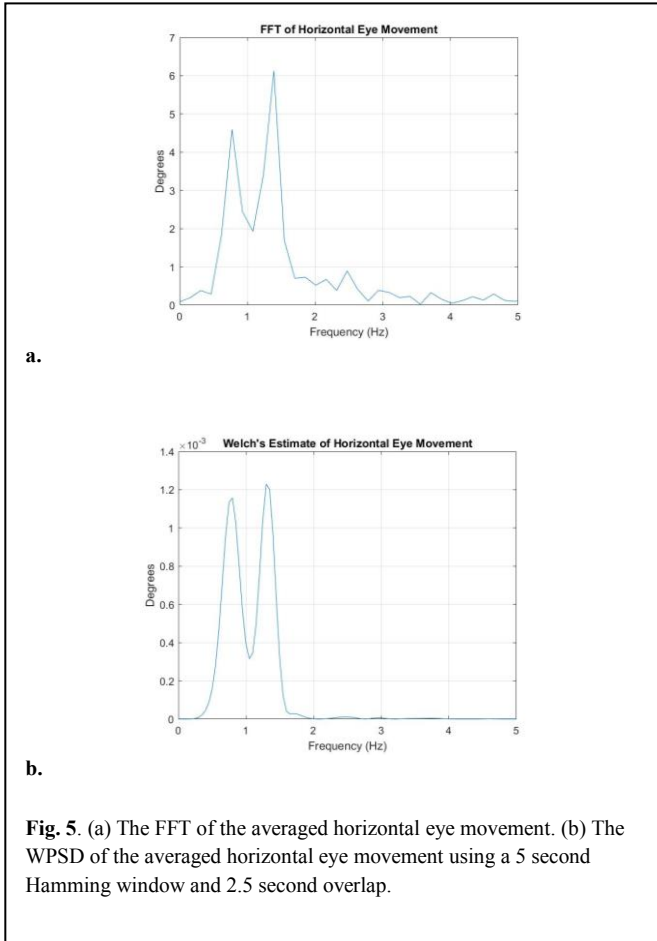 FFT of Horizontal Eye Movement
7
6
5
4
3
2
1
0
Degrees
0 1 2 3 4 5
Frequency (Hz)
a.
×10⁻³
Welch's Estimate of Horizontal Eye Movement
1.4
1.2
1
0.8
0.6
0.4
0.2
0
Degrees
0 1 2 3 4 5
Frequency (Hz)
b.
Fig. 5. (a) The FFT of the averaged horizontal eye movement. (b) The
WPSD of the averaged horizontal eye movement using a 5 second
Hamming window and 2.5 second overlap.